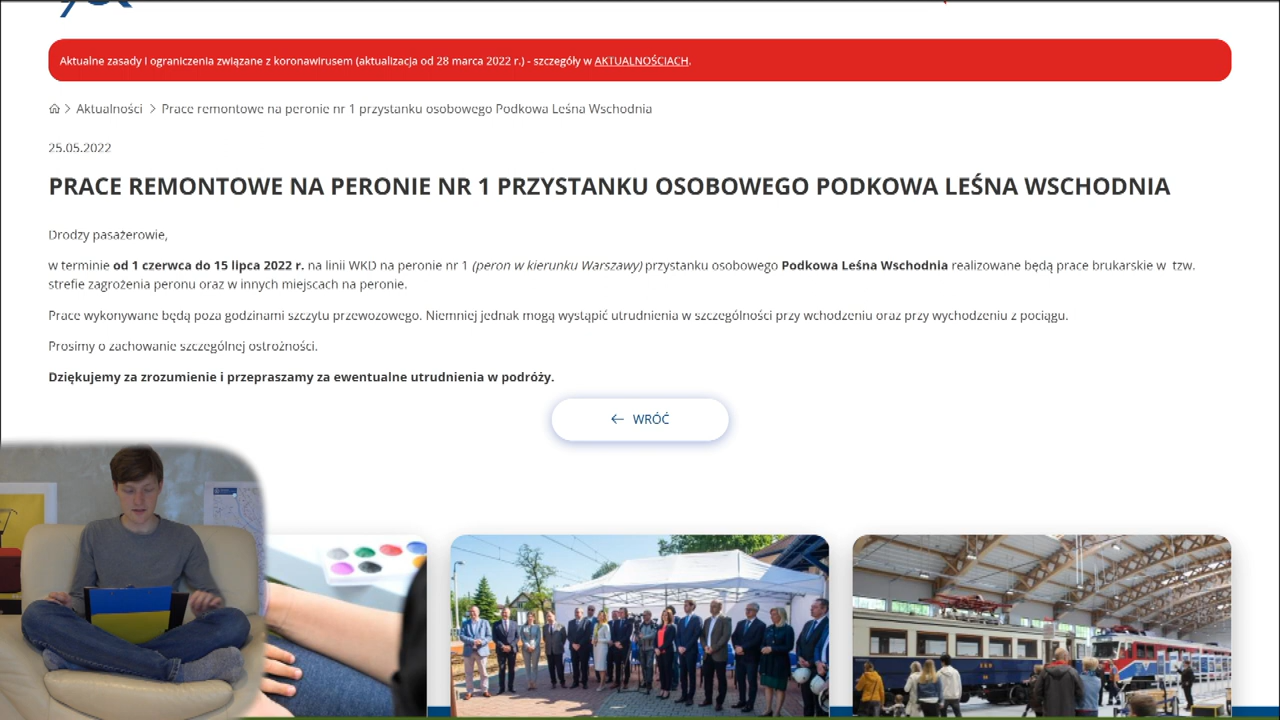 Aktualne zasady i ograniczenia związane z koronawirusem (aktualizacja od 28 marca 2022 r.) - szczegóły w AKTUALNOŚCIACH.
Aktualności > Prace remontowe na peronie nr 1 przystanku osobowego Podkowa Leśna Wschodnia
25.05.2022
PRACE REMONTOWE NA PERONIE NR 1 PRZYSTANKU OSOBOWEGO PODKOWA LEŚNA WSCHODNIA
Drodzy pasażerowie,
w terminie od 1 czerwca do 15 lipca 2022 r. na linii WKD na peronie nr 1 (peron w kierunku Warszawy) przystanku osobowego Podkowa Leśna Wschodnia realizowane będą prace brukarskie w tzw.
strefie zagrożenia peronu oraz w innych miejscach na peronie.
Prace wykonywane będą poza godzinami szczytu przewozowego. Niemniej jednak mogą wystąpić utrudnienia w szczególności przy wchodzeniu oraz przy wychodzeniu z pociągu.
Prosimy o zachowanie szczególnej ostrożności.
Dziękujemy za zrozumienie i przepraszamy za ewentualne utrudnienia w podróży.
← WRÓĆ